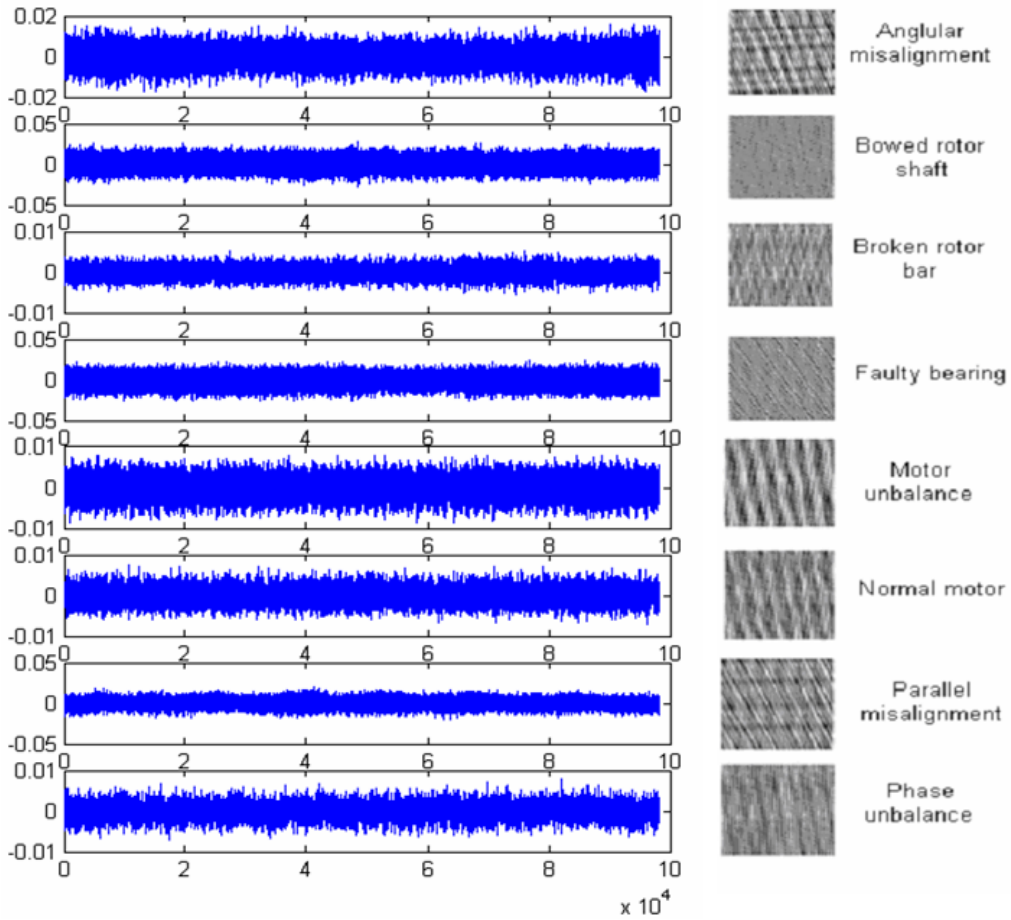 0.02
0
-0.02
0 2 4 6 8 10
Anglular
misalignment
0.05
0
-0.05
0 2 4 6 8 10
Bowed rotor
shaft
0.01
0
-0.01
0 2 4 6 8 10
Broken rotor
bar
0.05
0
-0.05
0 2 4 6 8 10
Faulty bearing
0.01
0
-0.01
0 2 4 6 8 10
Motor
unbalance
0.01
0
-0.01
0 2 4 6 8 10
Normal motor
0.05
0
-0.05
0 2 4 6 8 10
Parallel
misalignment
0.01
0
-0.01
0 2 4 6 8 10
x 10^4
Phase
unbalance